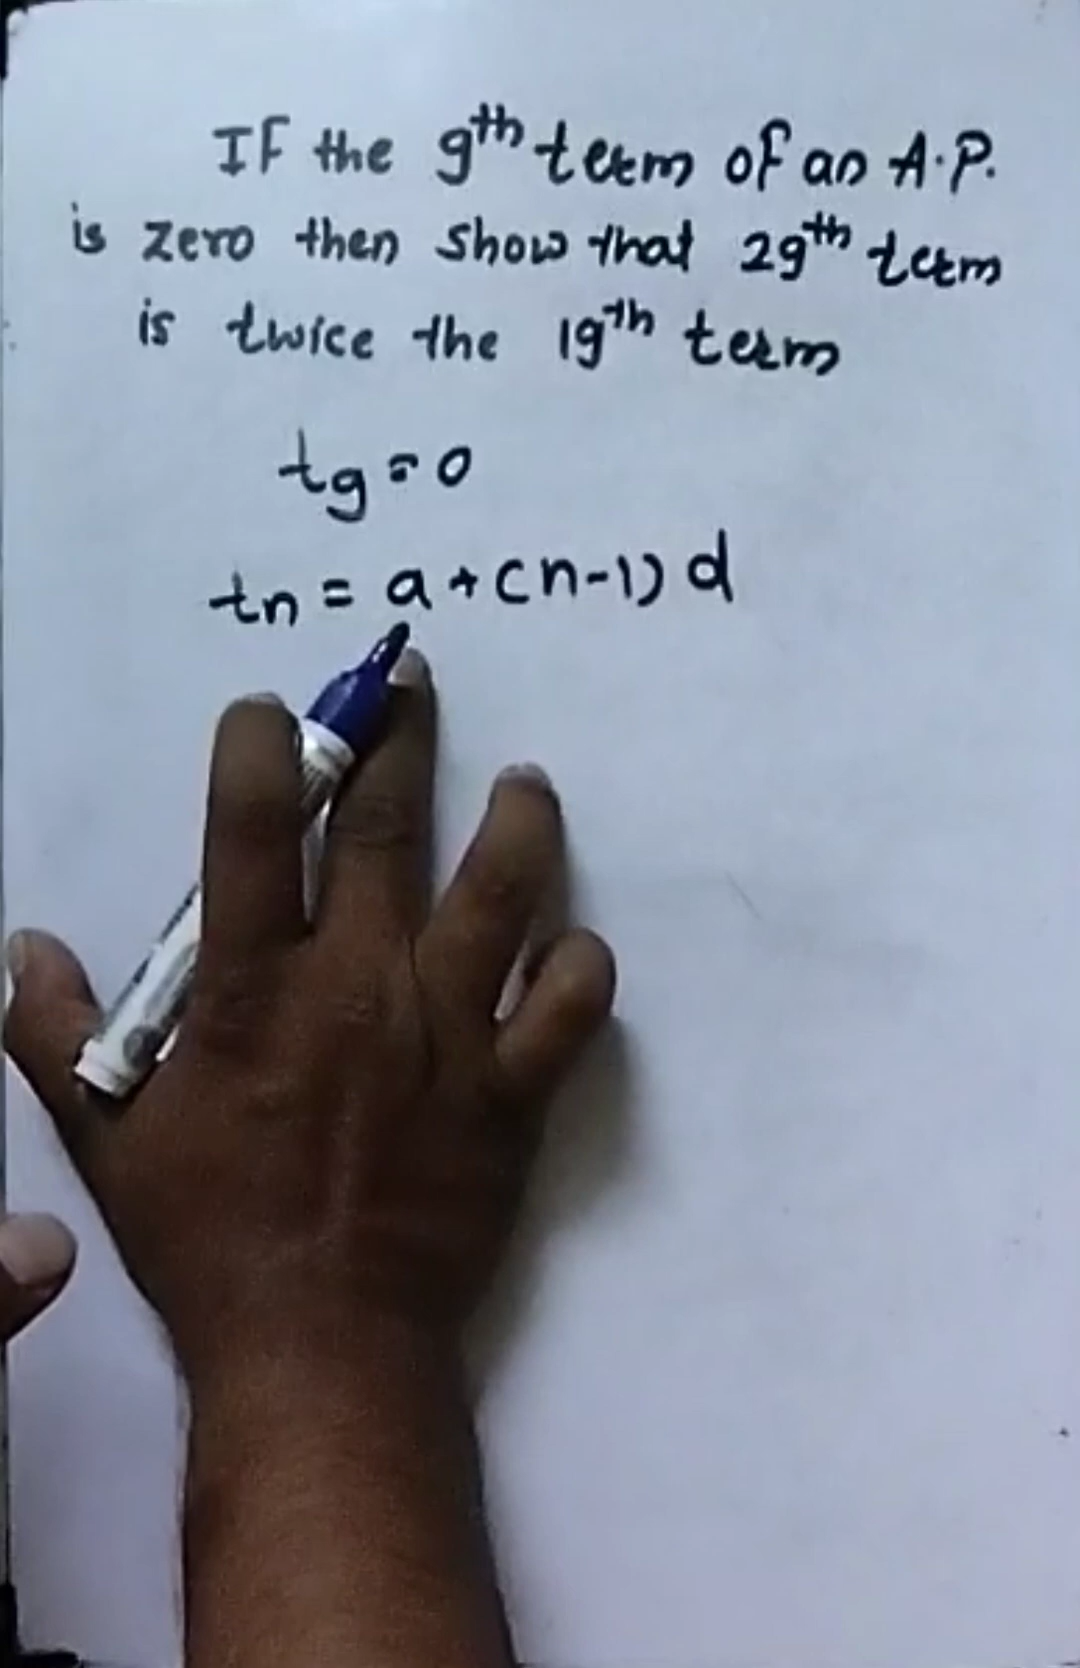 If the 9th term of an A.P.
is zero then show that 29th term
is twice the 19th term
t9 = 0
tn = a + (n-1) d